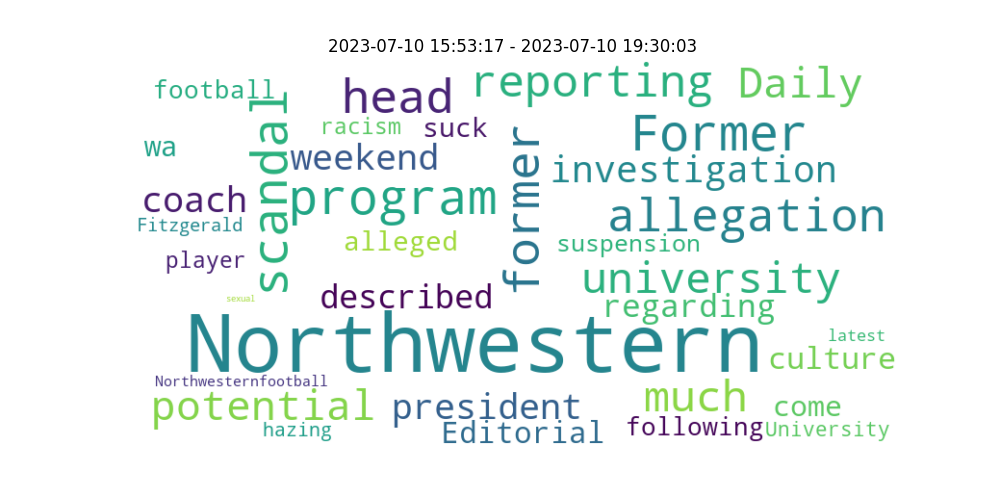 2023-07-10 15:53:17 - 2023-07-10 19:30:03
football
head
reporting
Daily
scandal
racism
suck
former
Former
wa
weekend
investigation
coach
program
allegation
Fitzgerald
alleged
suspension
player
university
described
regarding
sexual
Northwestern
latest
culture
Northwesternfootball
potential
president
much
come
hazing
Editorial
following
University